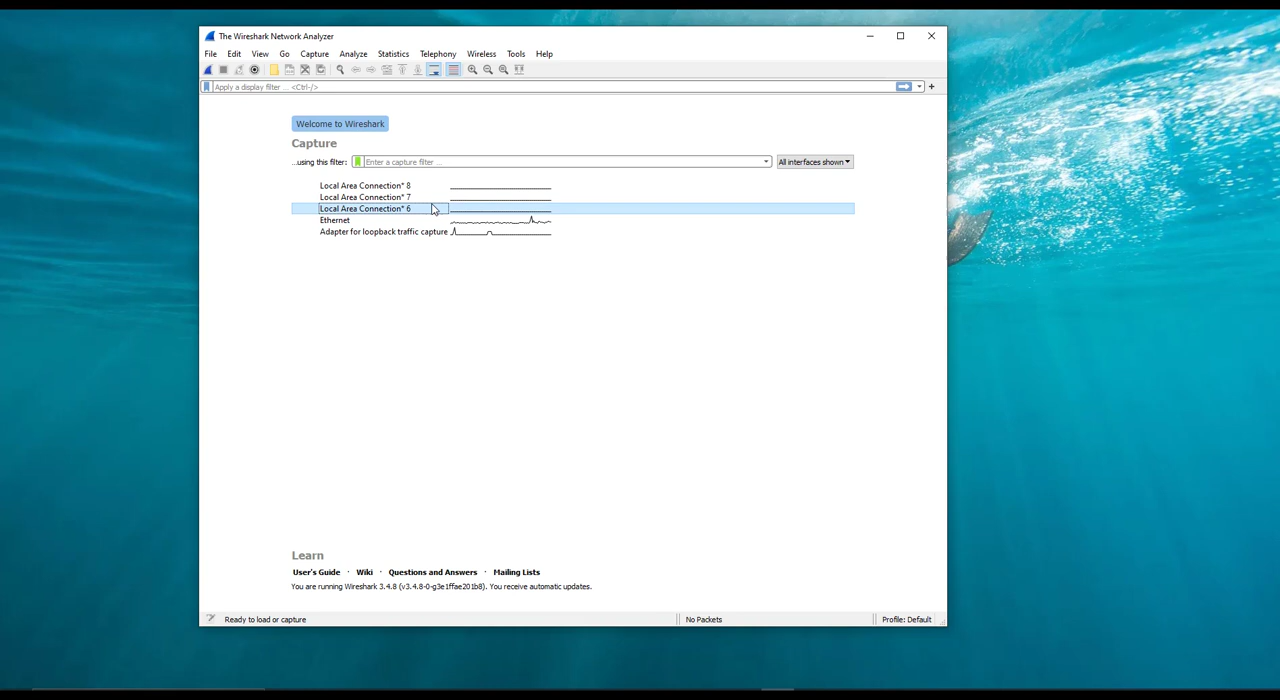 The Wireshark Network Analyzer
File Edit View Go Capture Analyze Statistics Telephony Wireless Tools Help
Apply a display filter ... <Ctrl-/>
Welcome to Wireshark
Capture
...using this filter: Enter a capture filter ... All interfaces shown
Local Area Connection* 8
Local Area Connection* 7
Local Area Connection* 6
Ethernet
Adapter for loopback traffic capture
Learn
User's Guide · Wiki · Questions and Answers · Mailing Lists
You are running Wireshark 3.4.8 (v3.4.8-0-g3e1ffae201b8). You receive automatic updates.
Ready to load or capture No Packets Profile: Default